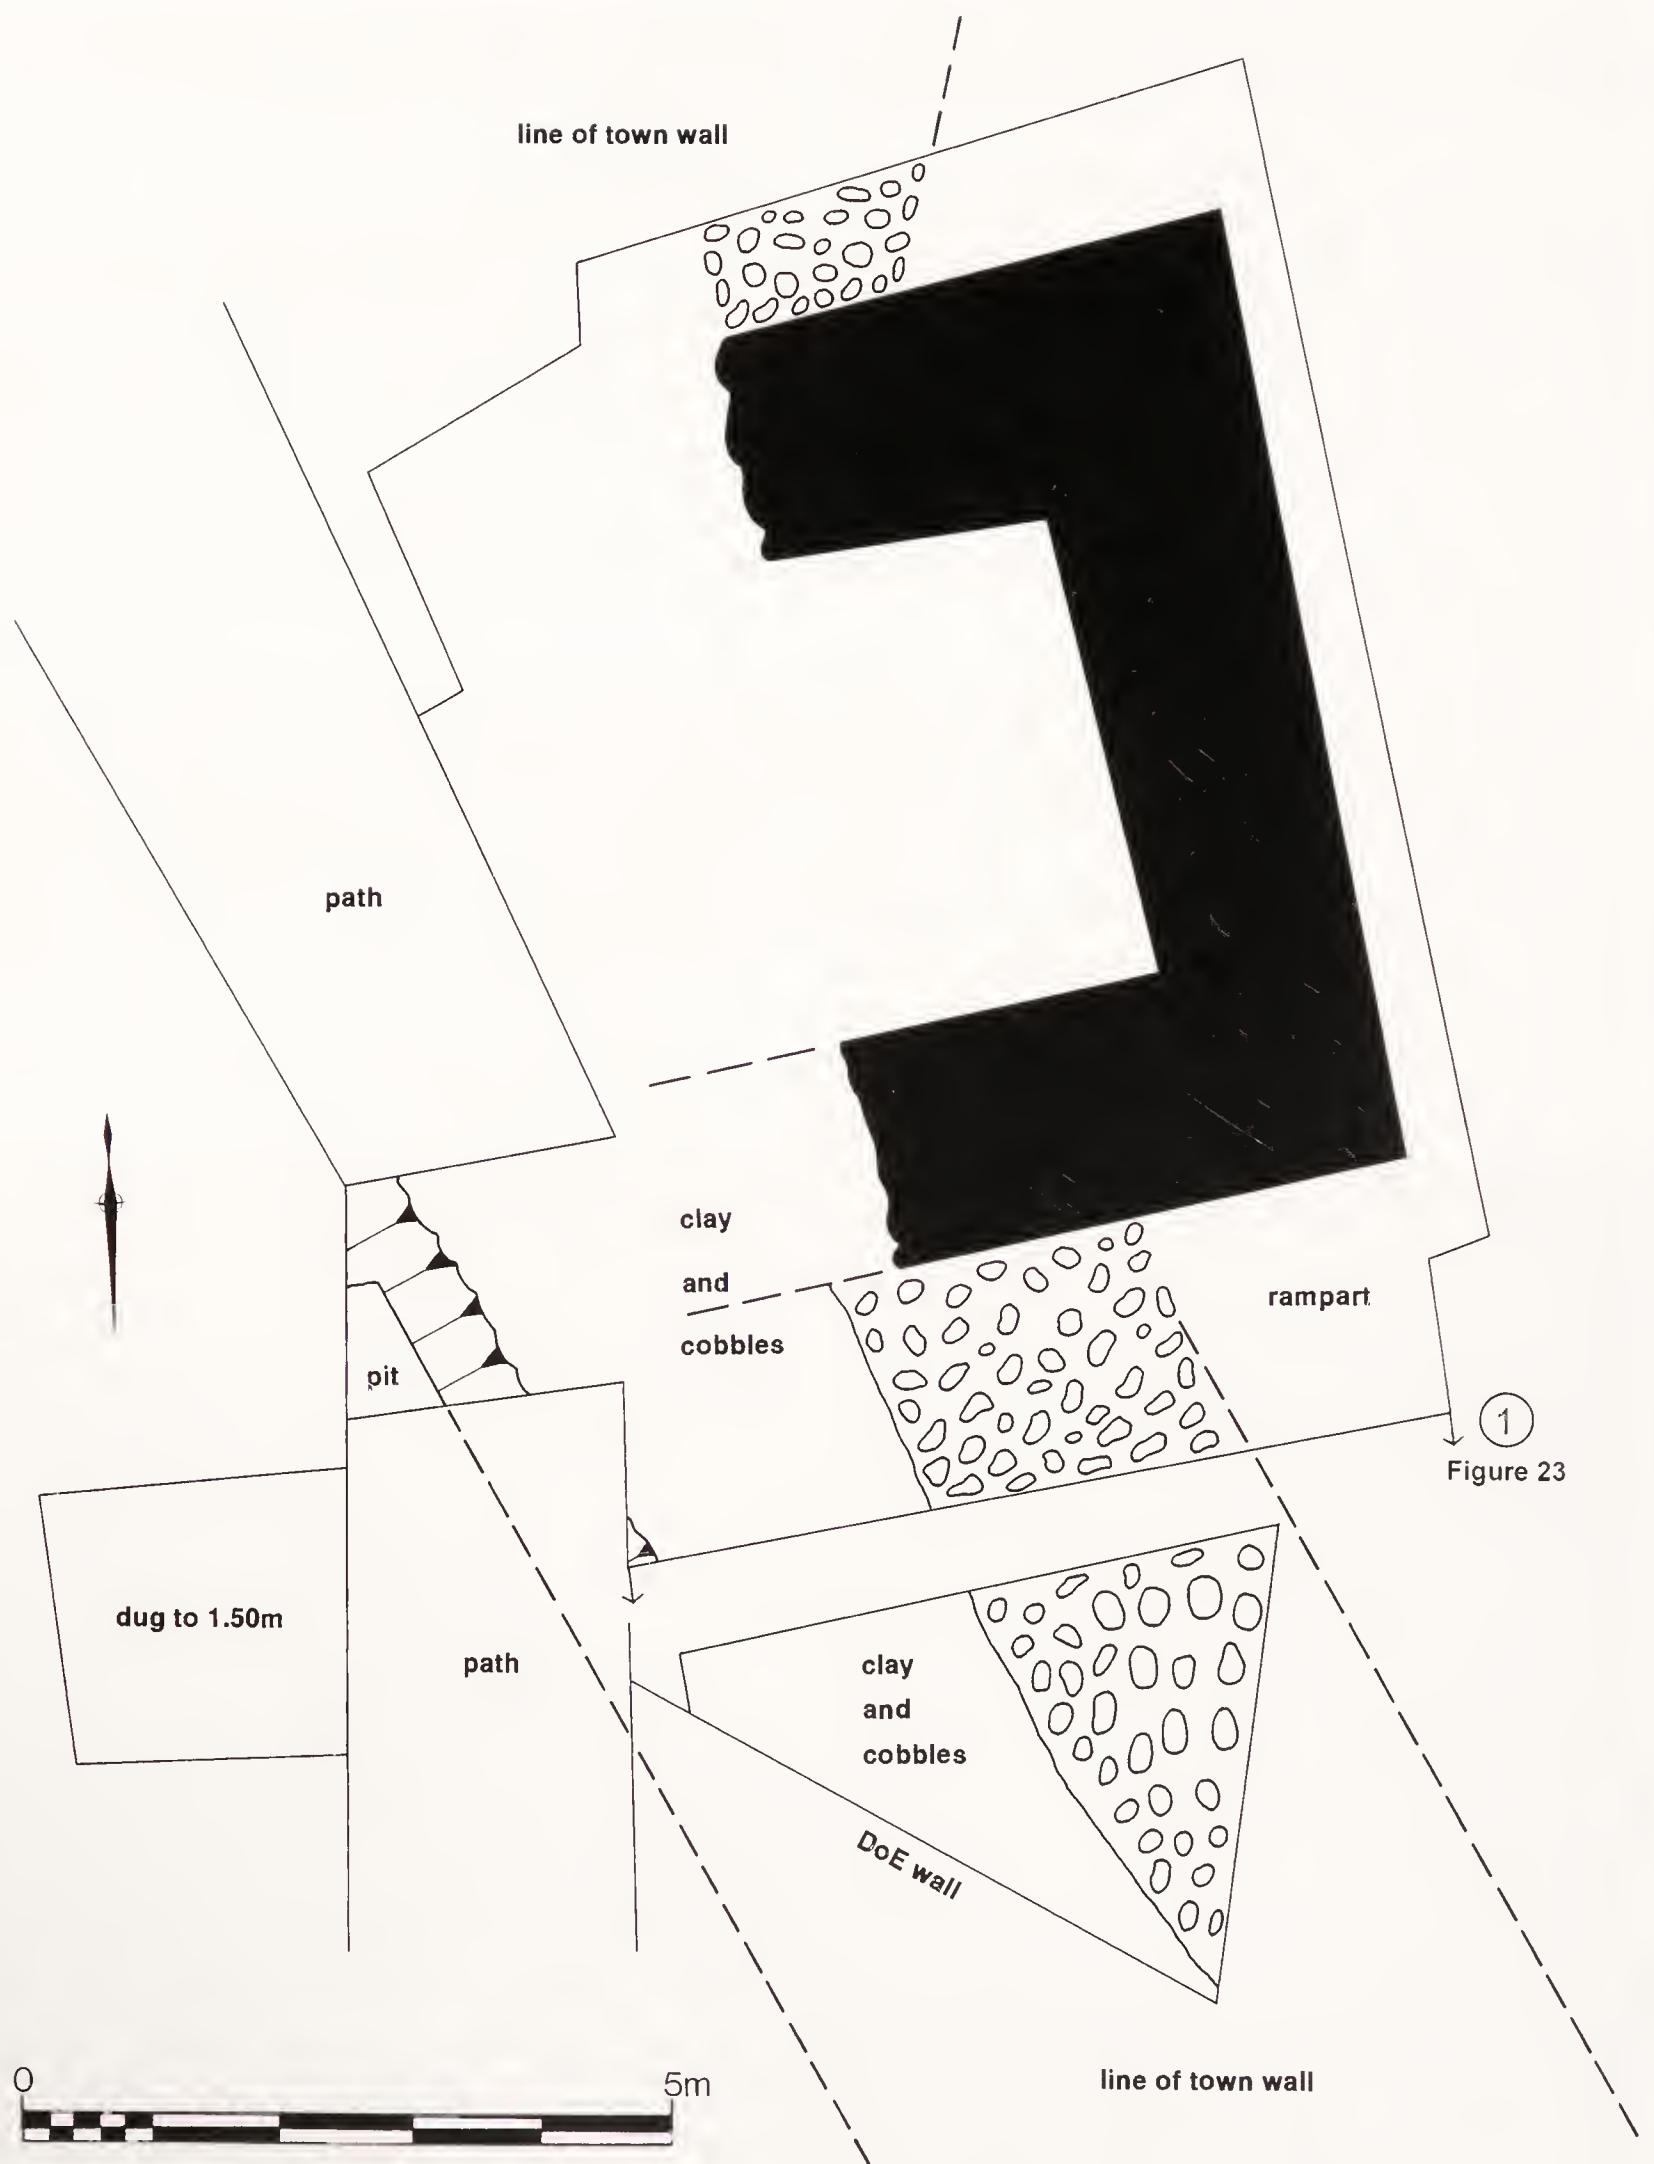 line of town wall
path
clay
and
cobbles
rampart
pit
1
Figure 23
dug to 1.50m
path
clay
and
cobbles
DoE wall
line of town wall
0 5m